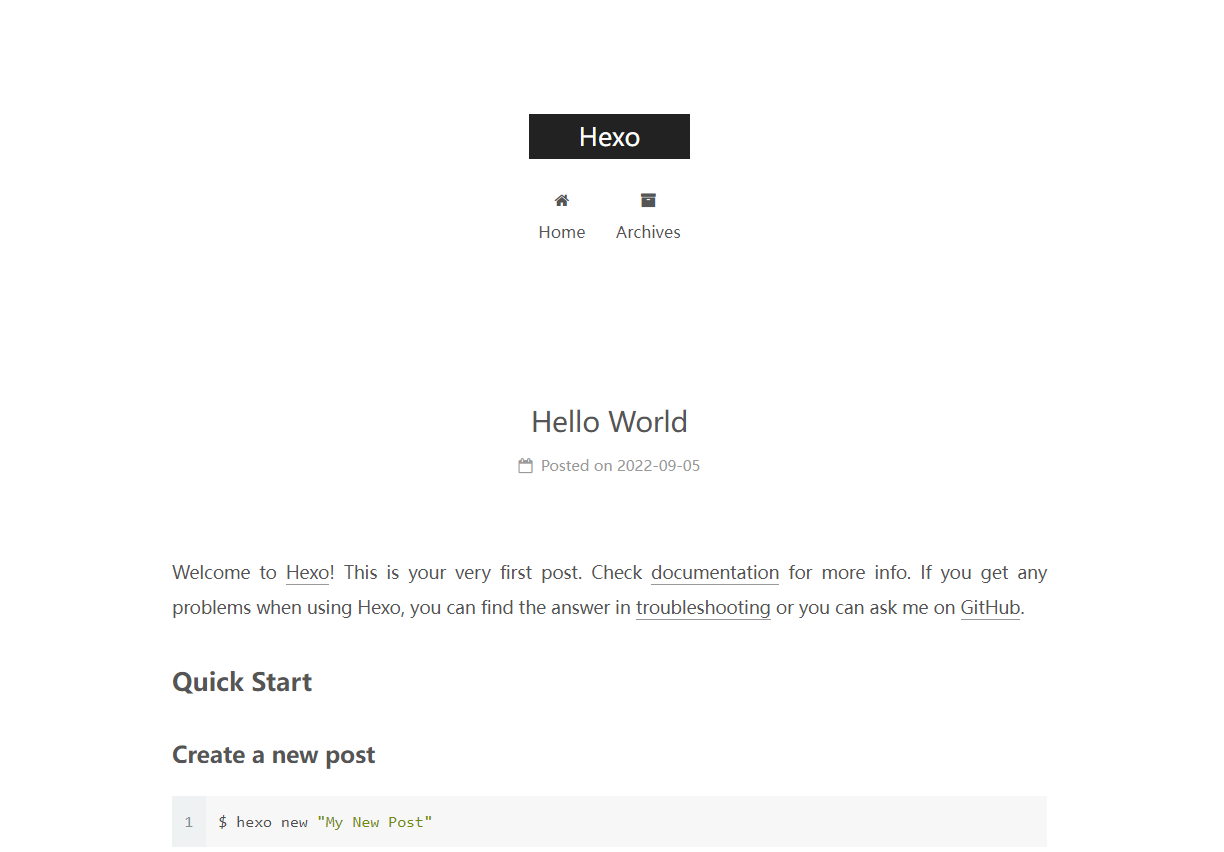 Hexo
Home
Archives
Hello World
Posted on 2022-09-05
Welcome to Hexo! This is your very first post. Check documentation for more info. If you get any
problems when using Hexo, you can find the answer in troubleshooting or you can ask me on GitHub.
Quick Start
Create a new post
1 $ hexo new "My New Post"